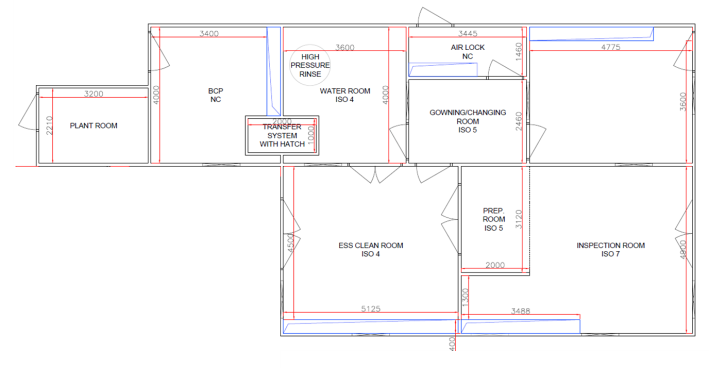 3400
3600
3445
1460
4775
AIR LOCK
NC
HIGH
PRESSURE
RINSE
BCP
NC
4000
WATER ROOM
ISO 4
4000
3200
2210
PLANT ROOM
2000
1000
TRANSFER
SYSTEM
WITH HATCH
GOWNING/CHANGING
ROOM
ISO 5
2460
3600
4500
ESS CLEAN ROOM
ISO 4
5125
PREP.
ROOM
ISO 5
3120
2000
INSPECTION ROOM
ISO 7
1300
3488
400